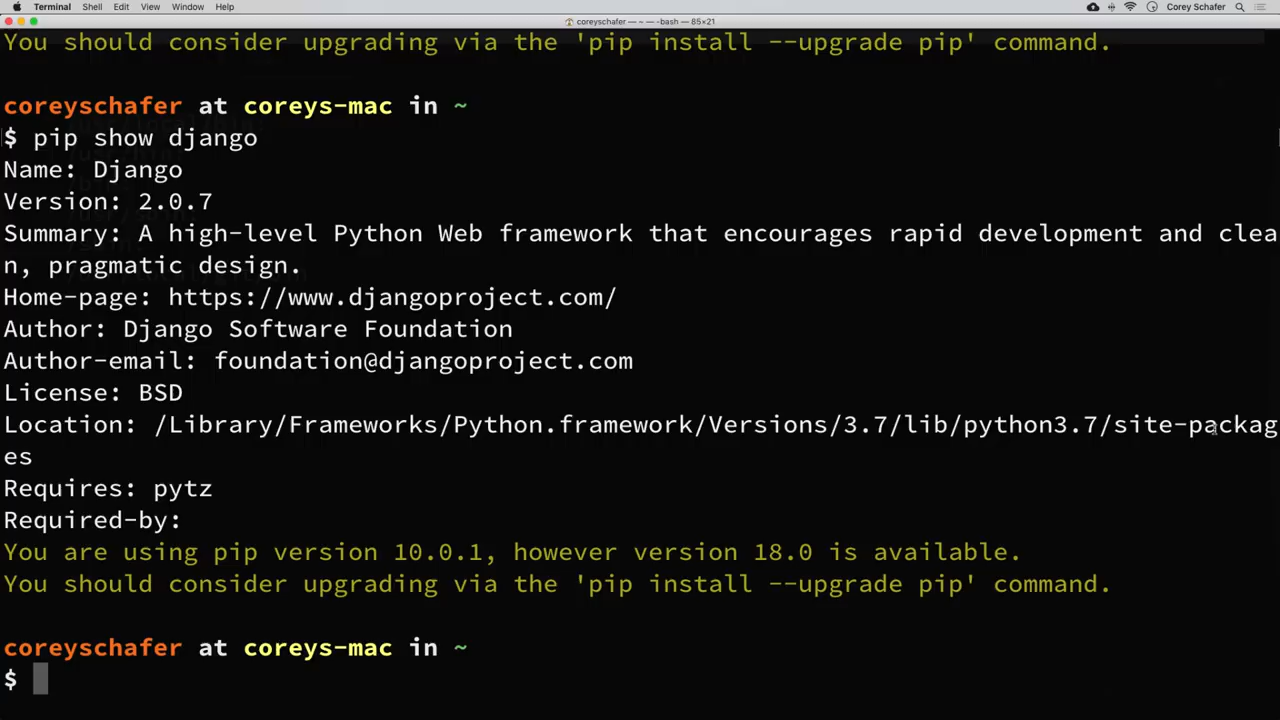 Terminal Shell Edit View Window Help Corey Schafer
coreyschafer — ~ — -bash — 85×21
You should consider upgrading via the 'pip install --upgrade pip' command.
coreyschafer at coreys-mac in ~
$ pip show django
Name: Django
Version: 2.0.7
Summary: A high-level Python Web framework that encourages rapid development and clea
n, pragmatic design.
Home-page: https://www.djangoproject.com/
Author: Django Software Foundation
Author-email: foundation@djangoproject.com
License: BSD
Location: /Library/Frameworks/Python.framework/Versions/3.7/lib/python3.7/site-packag
es
Requires: pytz
Required-by:
You are using pip version 10.0.1, however version 18.0 is available.
You should consider upgrading via the 'pip install --upgrade pip' command.
coreyschafer at coreys-mac in ~
$